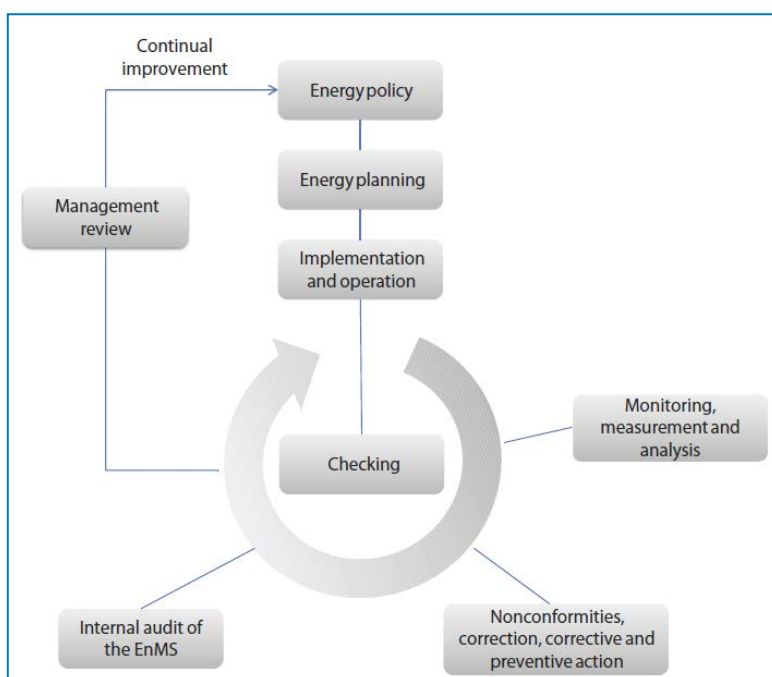 Continual
improvement
Energy policy
Energy planning
Management
review
Implementation
and operation
Monitoring,
measurement and
analysis
Checking
Internal audit of
the EnMS
Nonconformities,
correction, corrective and
preventive action